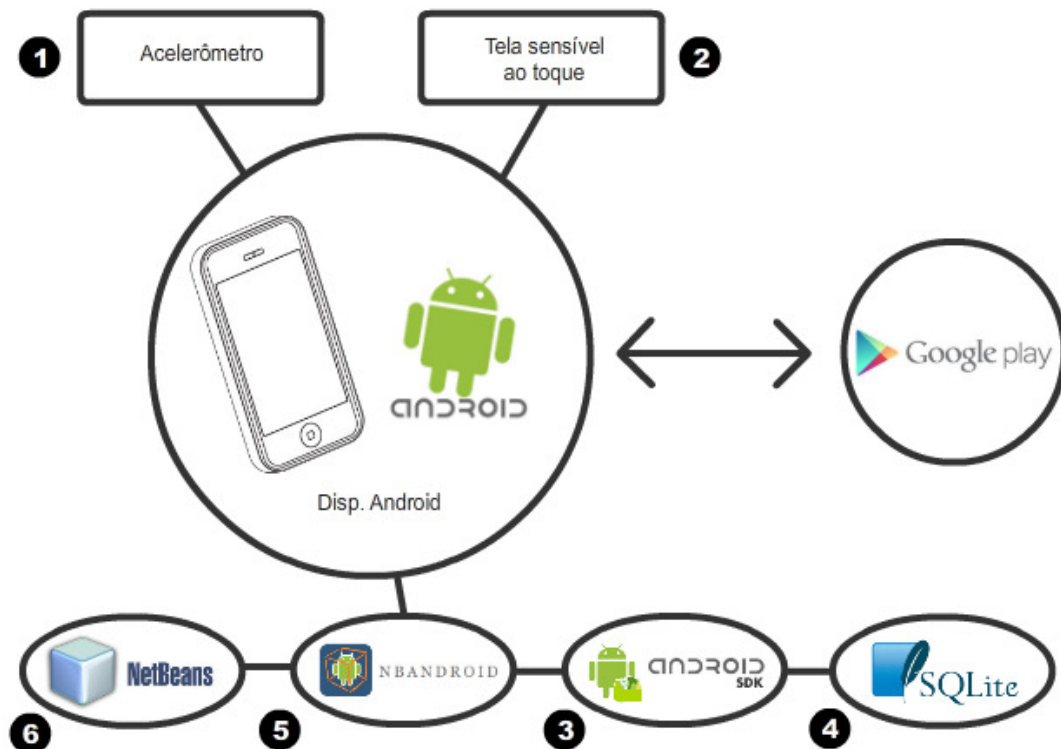 1
Acelerômetro
Tela sensível
ao toque
2
ANDROID
Disp. Android
Google play
NetBeans
NBANDROID
ANDROID
SDK
SQLite
6
5
3
4